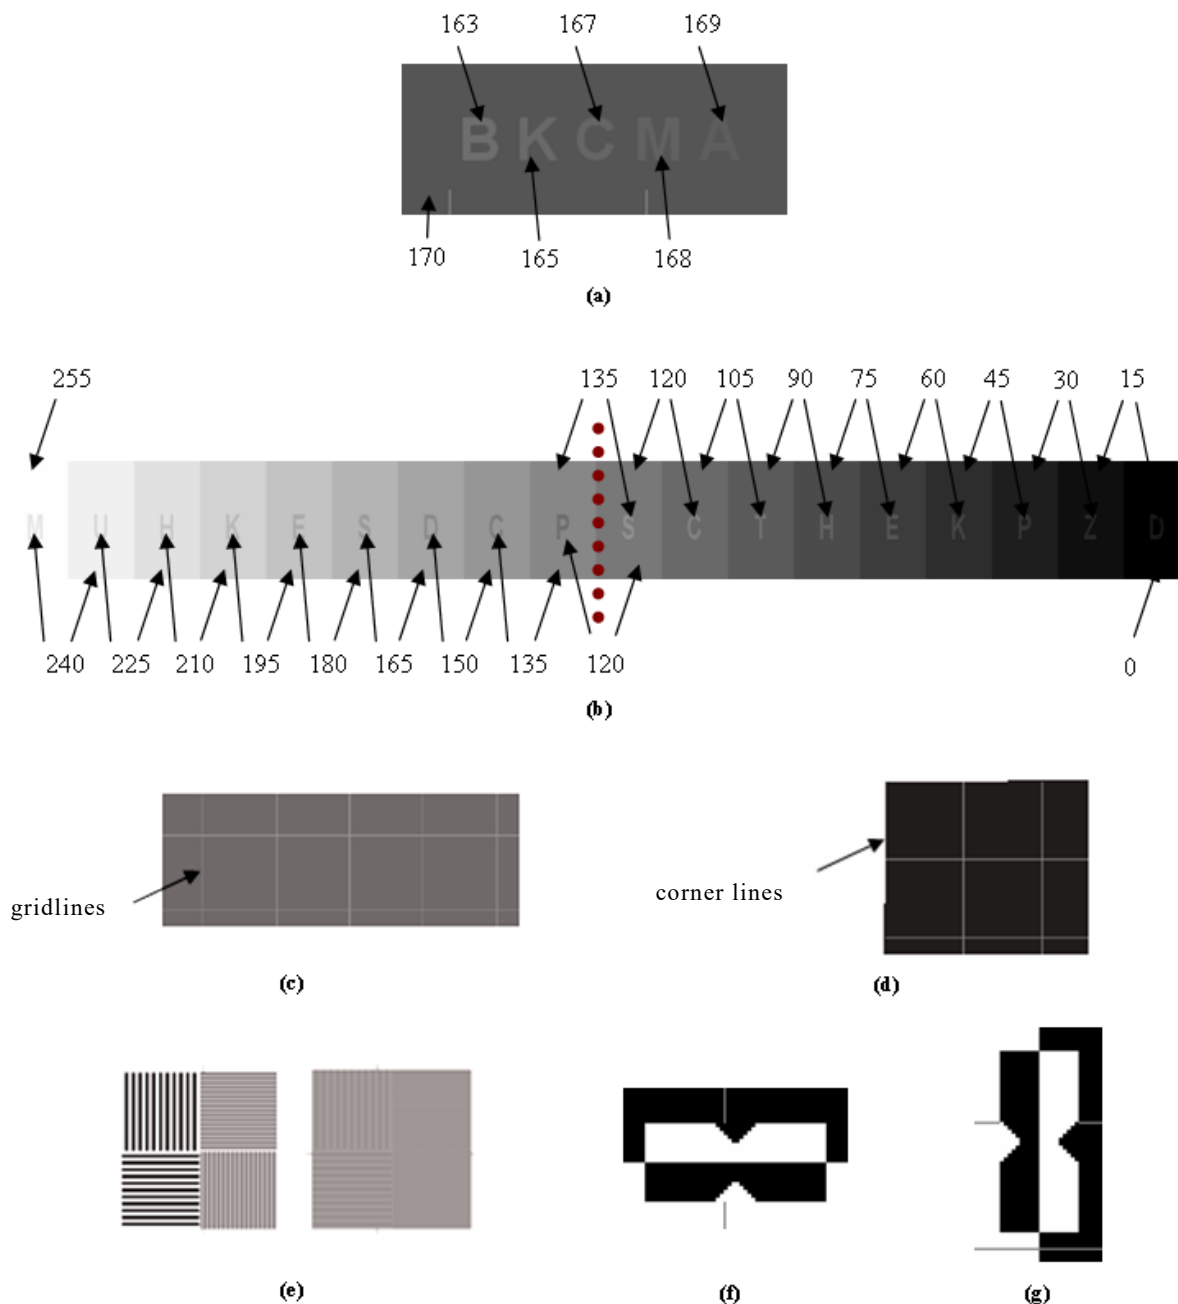 163 167 169
B K C M A
170 165 168
(a)
255 135 120 105 90 75 60 45 30 15
M U H K F S D C P S C T H E K P Z D
240 225 210 195 180 165 150 135 120 0
(b)
gridlines
corner lines
(c) (d)
(e) (f) (g)